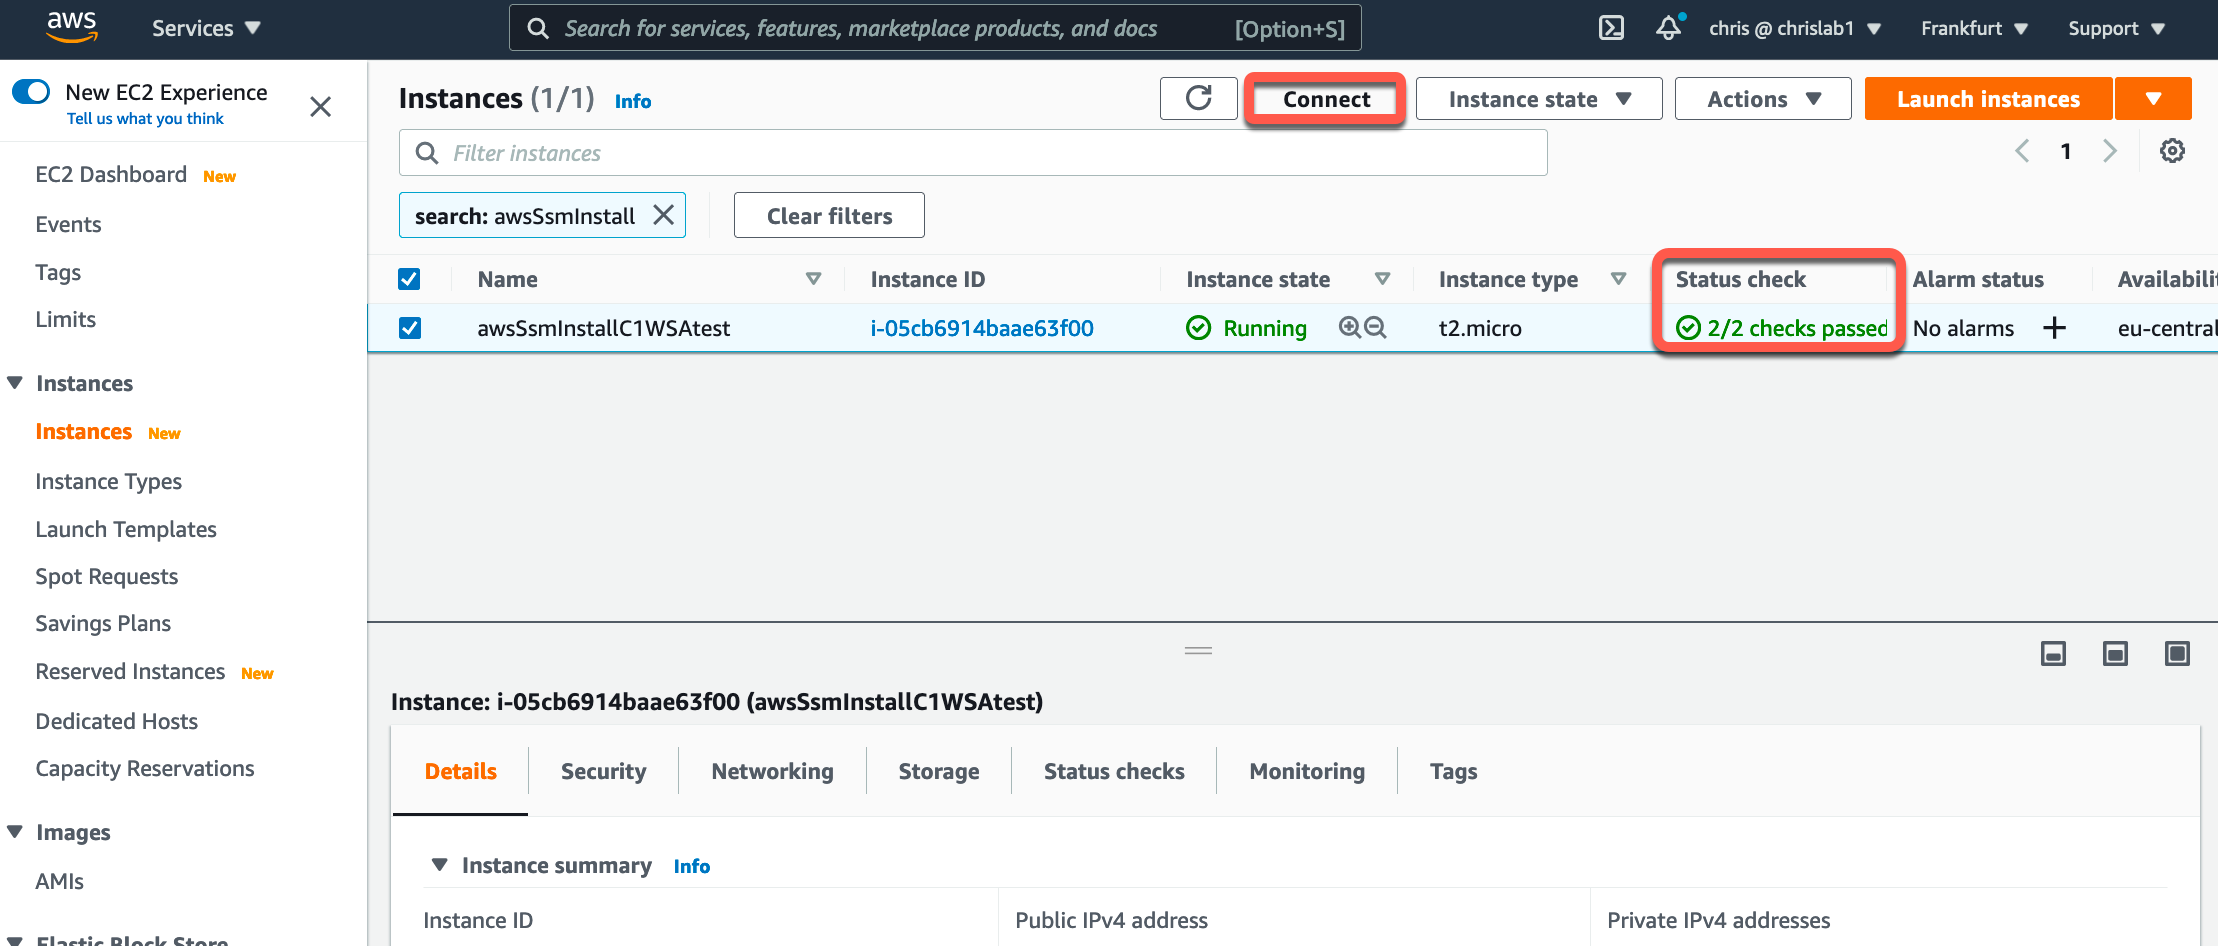 aws
Services
Search for services, features, marketplace products, and docs [Option+S]
chris @ chrislab1
Frankfurt
Support
New EC2 Experience
Tell us what you think
EC2 Dashboard New
Events
Tags
Limits
Instances
Instances New
Instance Types
Launch Templates
Spot Requests
Savings Plans
Reserved Instances New
Dedicated Hosts
Capacity Reservations
Images
AMIs
Elastic Block Store
Instances (1/1) Info
Connect
Instance state
Actions
Launch instances
Filter instances
1
search: awsSsmInstall
Clear filters
Name Instance ID Instance state Instance type Status check Alarm status Availabili
awsSsmInstallC1WSAtest i-05cb6914baae63f00 Running t2.micro 2/2 checks passed No alarms eu-central
Instance: i-05cb6914baae63f00 (awsSsmInstallC1WSAtest)
Details Security Networking Storage Status checks Monitoring Tags
Instance summary Info
Instance ID Public IPv4 address Private IPv4 addresses